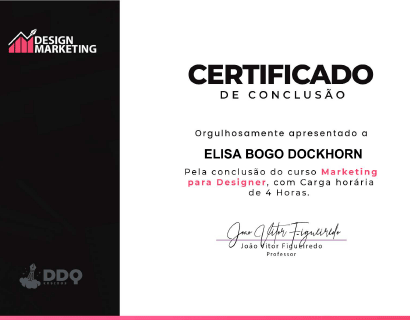 DESIGN
MARKETING
CERTIFICADO
DE CONCLUSÃO
Orgulhosamente apresentado a
ELISA BOGO DOCKHORN
Pela conclusão do curso Marketing
para Designer, com Carga horária
de 4 Horas.
João Vitor Figueiredo
João Vitor Figueiredo
Professor
DDQ